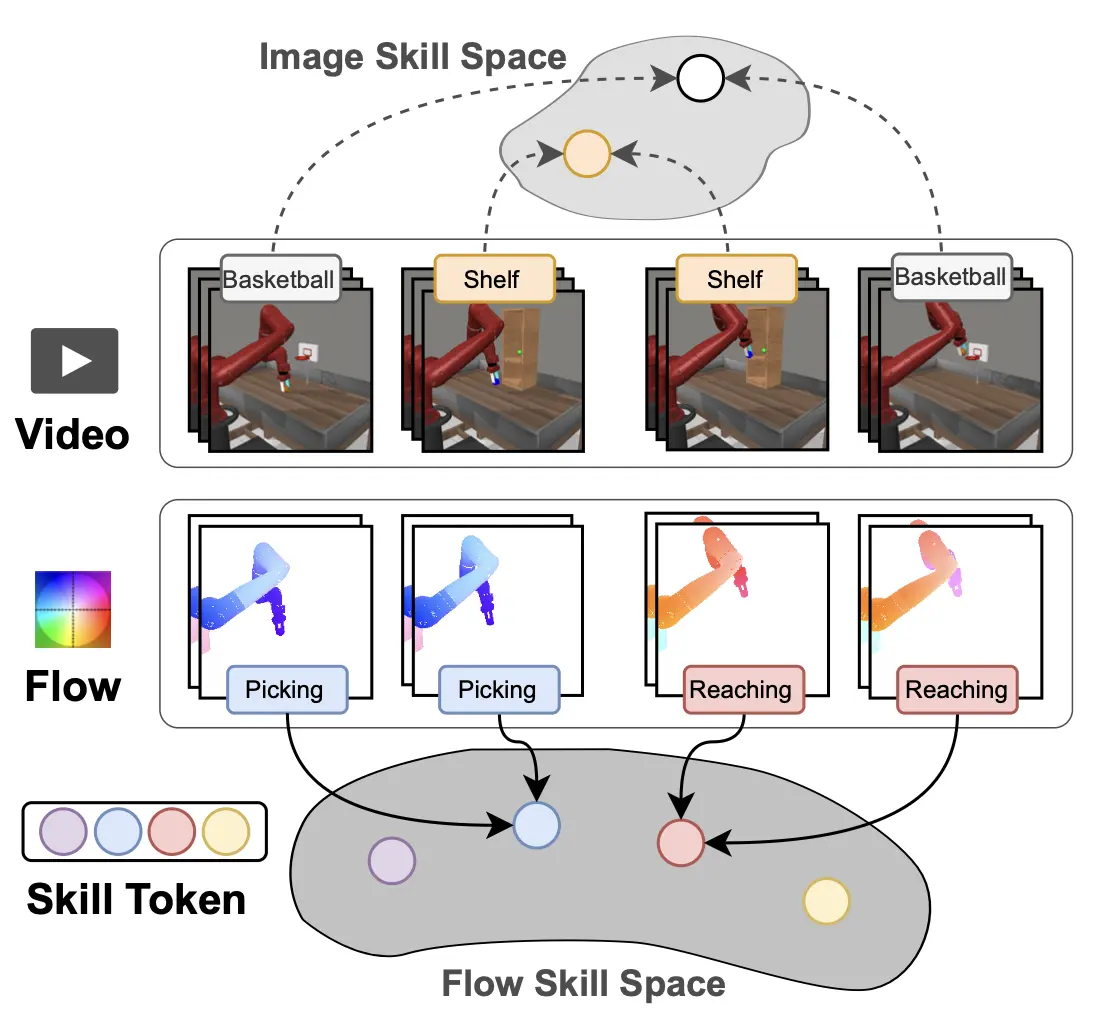 Image Skill Space
Basketball
Shelf
Shelf
Basketball
Video
Flow
Picking
Picking
Reaching
Reaching
Skill Token
Flow Skill Space